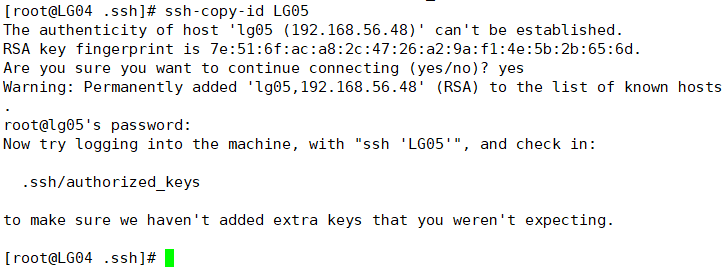 [root@LG04 .ssh]# ssh-copy-id LG05
The authenticity of host 'lg05 (192.168.56.48)' can't be established.
RSA key fingerprint is 7e:51:6f:ac:a8:2c:47:26:a2:9a:f1:4e:5b:2b:65:6d.
Are you sure you want to continue connecting (yes/no)? yes
Warning: Permanently added 'lg05,192.168.56.48' (RSA) to the list of known hosts
.
root@lg05's password:
Now try logging into the machine, with "ssh 'LG05'", and check in:
.ssh/authorized_keys
to make sure we haven't added extra keys that you weren't expecting.
[root@LG04 .ssh]#